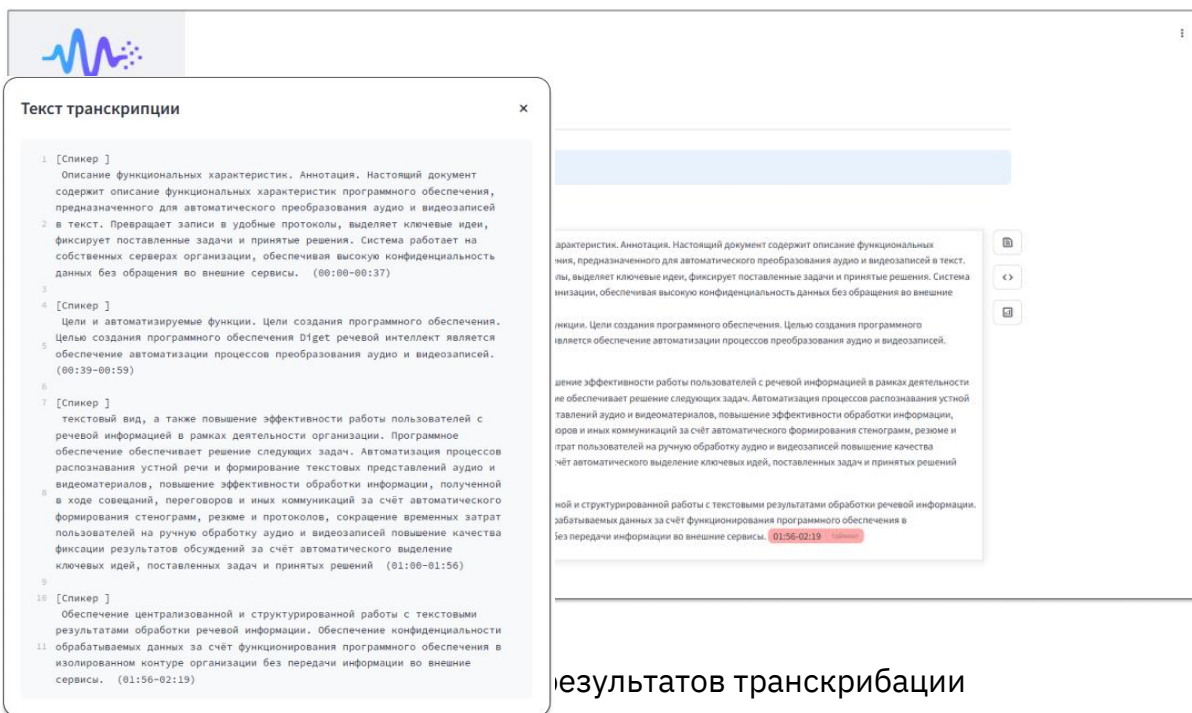 Текст транскрипции
×
1 [Спикер ]
Описание функциональных характеристик. Аннотация. Настоящий документ
содержит описание функциональных характеристик программного обеспечения,
предназначенного для автоматического преобразования аудио и видеозаписей
2 в текст. Превращает записи в удобные протоколы, выделяет ключевые идеи,
фиксирует поставленные задачи и принятые решения. Система работает на
собственных серверах организации, обеспечивая высокую конфиденциальность
данных без обращения во внешние сервисы. (00:00-00:37)
3
4 [Спикер ]
Цели и автоматизируемые функции. Цели создания программного обеспечения.
Целью создания программного обеспечения Diget речевой интеллект является
5 обеспечение автоматизации процессов преобразования аудио и видеозаписей.
(00:39-00:59)
6
7 [Спикер ]
текстовый вид, а также повышение эффективности работы пользователей с
речевой информацией в рамках деятельности организации. Программное
обеспечение обеспечивает решение следующих задач. Автоматизация процессов
распознавания устной речи и формирование текстовых представлений аудио и
видеоматериалов, повышение эффективности обработки информации, полученной
8 в ходе совещаний, переговоров и иных коммуникаций за счёт автоматического
формирования стенограмм, резюме и протоколов, сокращение временных затрат
пользователей на ручную обработку аудио и видеозаписей повышение качества
фиксации результатов обсуждений за счёт автоматического выделение
ключевых идей, поставленных задач и принятых решений (01:00-01:56)
9
10 [Спикер ]
Обеспечение централизованной и структурированной работы с текстовыми
результатами обработки речевой информации. Обеспечение конфиденциальности
11 обрабатываемых данных за счёт функционирования программного обеспечения в
изолированном контуре организации без передачи информации во внешние
сервисы. (01:56-02:19)
арактеристик. Аннотация. Настоящий документ содержит описание функциональных
ния, предназначенного для автоматического преобразования аудио и видеозаписей в текст.
лы, выделяет ключевые идеи, фиксирует поставленные задачи и принятые решения. Система
анизации, обеспечивая высокую конфиденциальность данных без обращения во внешние
ункции. Цели создания программного обеспечения. Целью создания программного
является обеспечение автоматизации процессов преобразования аудио и видеозаписей.
шение эффективности работы пользователей с речевой информацией в рамках деятельности
ие обеспечивает решение следующих задач. Автоматизация процессов распознавания устной
тавлений аудио и видеоматериалов, повышение эффективности обработки информации,
оров и иных коммуникаций за счёт автоматического формирования стенограмм, резюме и
трат пользователей на ручную обработку аудио и видеозаписей повышение качества
чёт автоматического выделение ключевых идей, поставленных задач и принятых решений
ной и структурированной работы с текстовыми результатами обработки речевой информации.
рабатываемых данных за счёт функционирования программного обеспечения в
без передачи информации во внешние сервисы. 01:56-02:19
результатов транскрибации